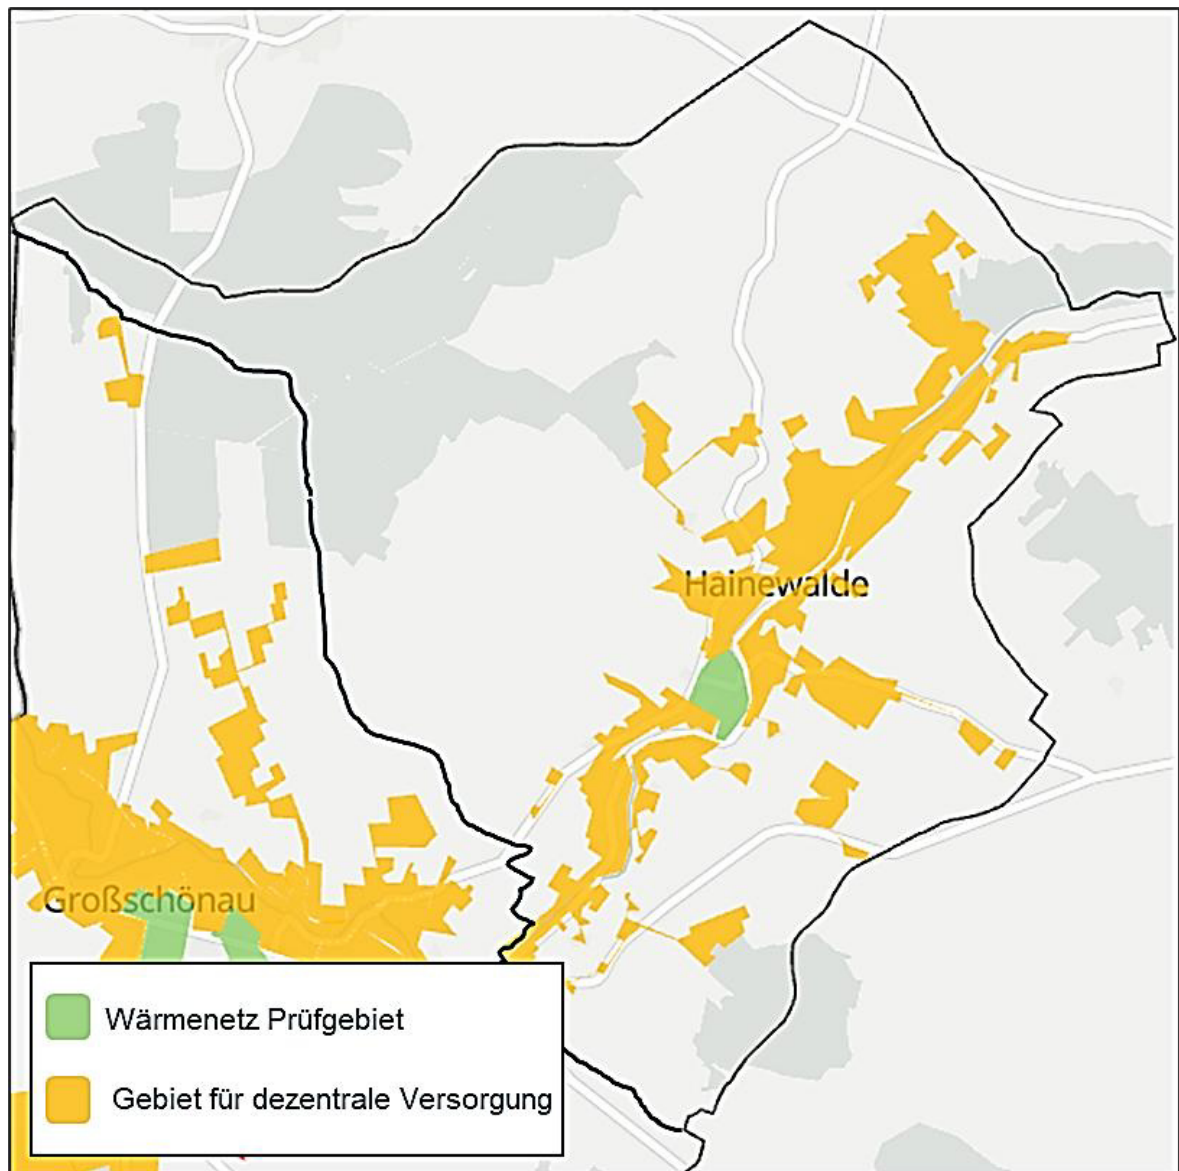 Hainewalde
Großschönau
Wärmenetz Prüfgebiet
Gebiet für dezentrale Versorgung